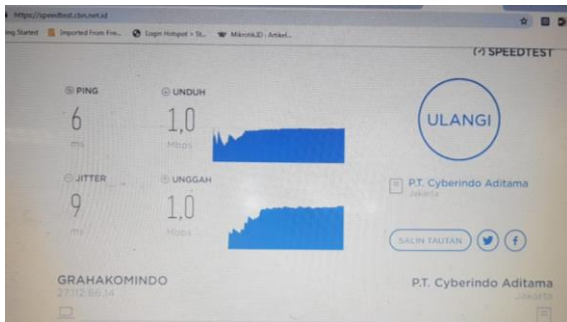 https://speedtest.cbn.net.id
ing Started Imported From Fire... Login Hotspot > St... Mikrotik.ID : Artikel...
SPEEDTEST
PING
6
ms
UNDUH
1,0
Mbps
ULANGI
JITTER
9
ms
UNGGAH
1,0
Mbps
P.T. Cyberindo Aditama
Jakarta
SALIN TAUTAN
GRAHAKOMINDO
P.T. Cyberindo Aditama
Jakarta